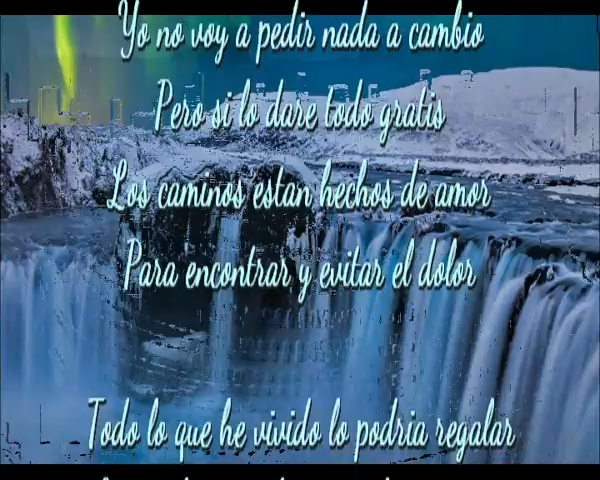 Yo no voy a pedir nada a cambio
Pero si lo dare todo gratis
Los caminos estan hechos de amor
Para encontrar y evitar el dolor
Todo lo que he vivido lo podria regalar